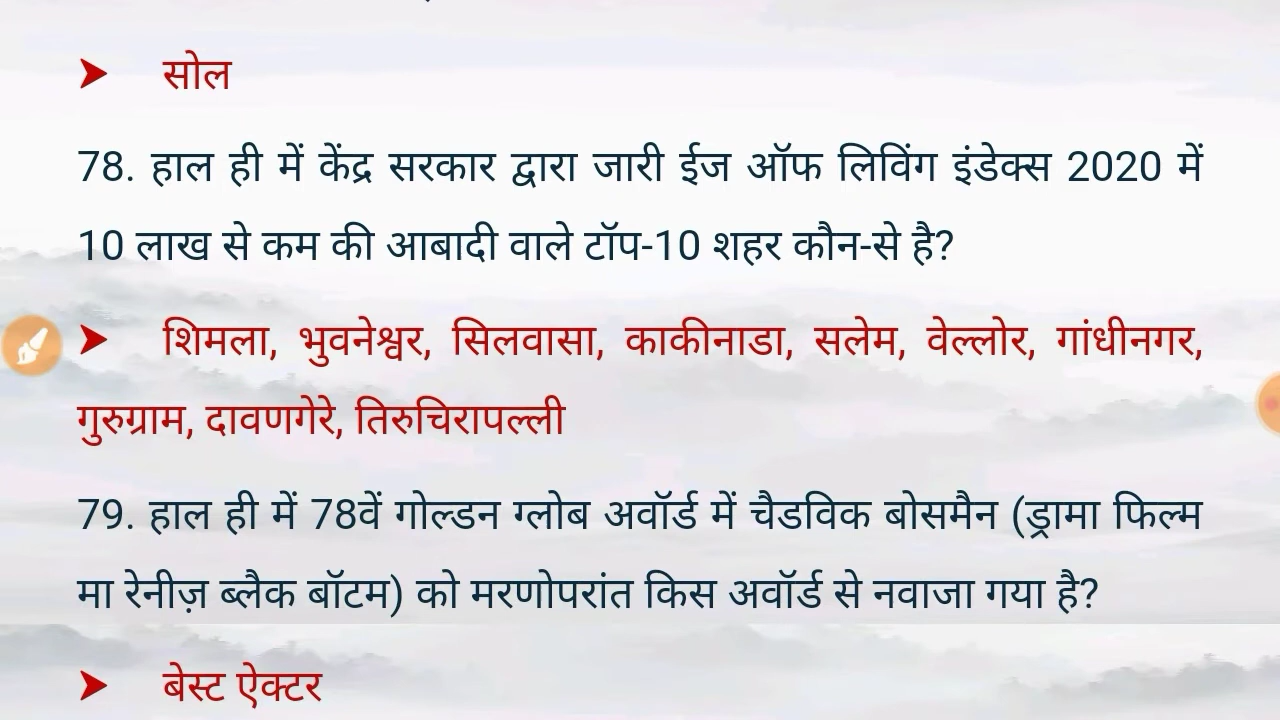 ➤ सोल
78. हाल ही में केंद्र सरकार द्वारा जारी ईज ऑफ लिविंग इंडेक्स 2020 में
10 लाख से कम की आबादी वाले टॉप-10 शहर कौन-से है?
➤ शिमला, भुवनेश्वर, सिलवासा, काकीनाडा, सलेम, वेल्लोर, गांधीनगर,
गुरुग्राम, दावणगेरे, तिरुचिरापल्ली
79. हाल ही में 78वें गोल्डन ग्लोब अवॉर्ड में चैडविक बोसमैन (ड्रामा फिल्म
मा रेनीज़ ब्लैक बॉटम) को मरणोपरांत किस अवॉर्ड से नवाजा गया है?
➤ बेस्ट ऐक्टर